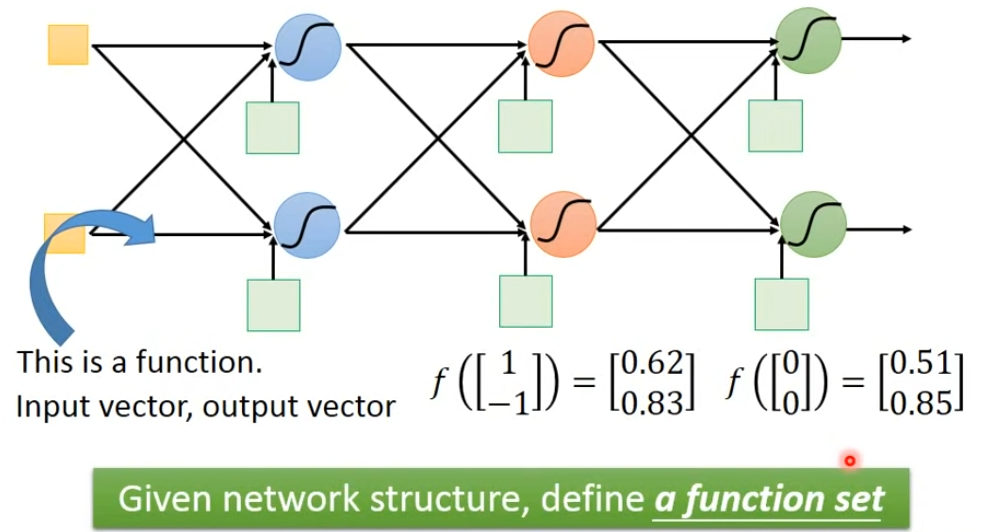 This is a function.
Input vector, output vector
f([1 −1]) = [0.62 0.83] f([0 0]) = [0.51 0.85]
Given network structure, define a function set